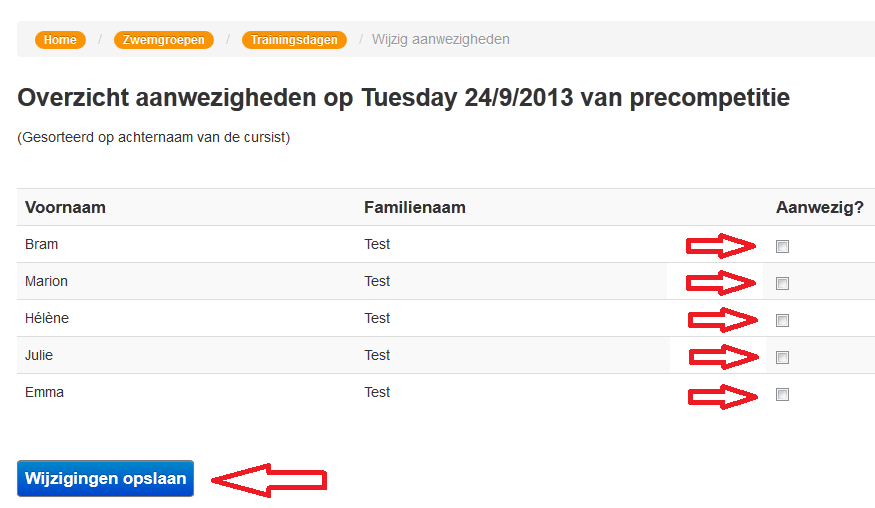 Home / Zwemgroepen / Trainingsdagen / Wijzig aanwezigheden
Overzicht aanwezigheden op Tuesday 24/9/2013 van precompetitie
(Gesorteerd op achternaam van de cursist)
Voornaam Familienaam Aanwezig?
Bram Test
Marion Test
Hélène Test
Julie Test
Emma Test
Wijzigingen opslaan